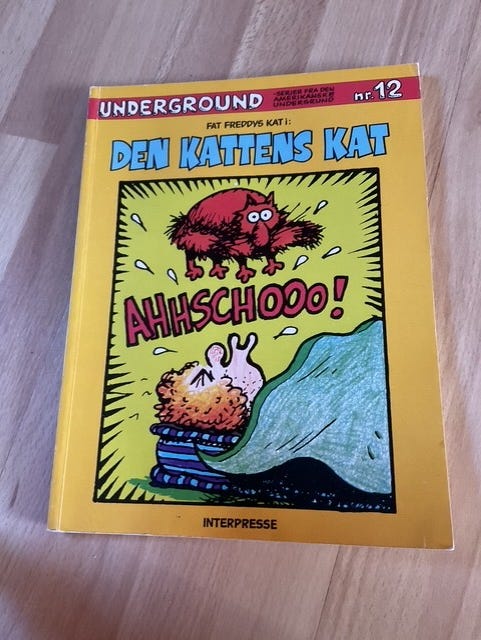 UNDERGROUND
-SERIER FRA DEN
AMERIKANSKE
UNDERGRUND
nr.12
FAT FREDDYS KAT i:
DEN KATTENS KAT
AHHSCHOOO!
INTERPRESSE